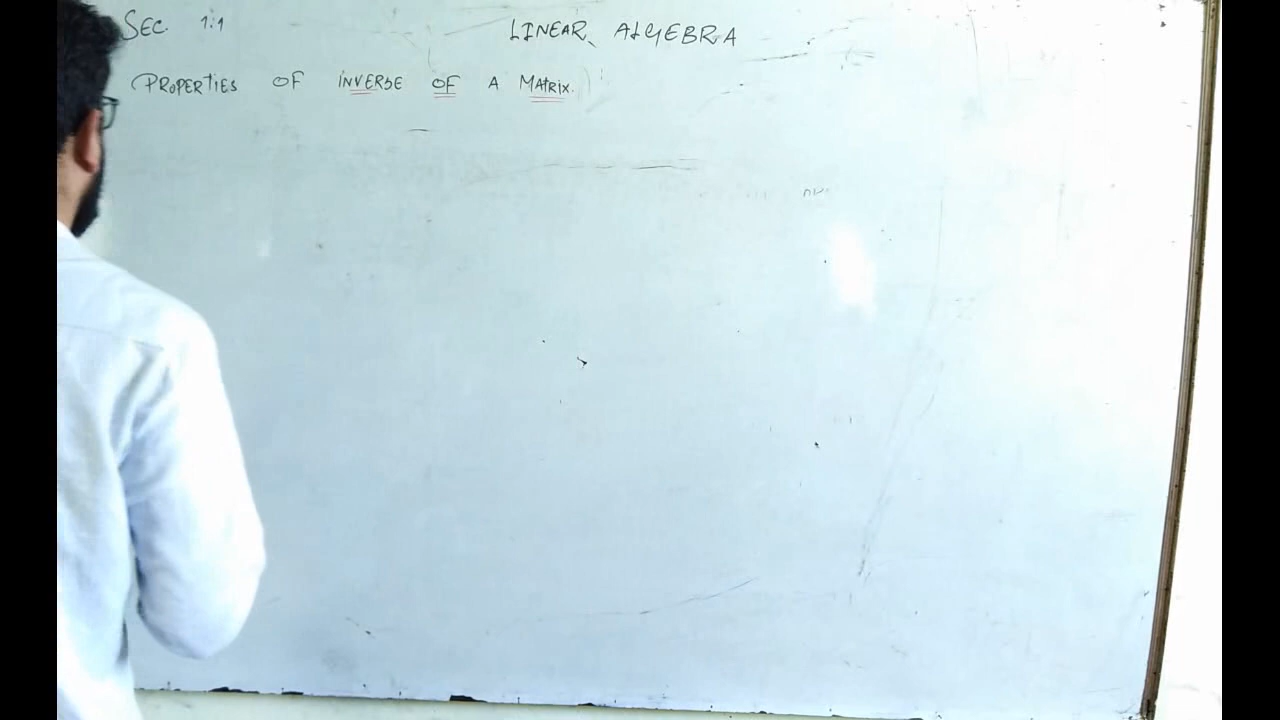 SEC. 1.1 LINEAR ALGEBRA
PROPERTIES OF INVERSE OF A MATRIX.